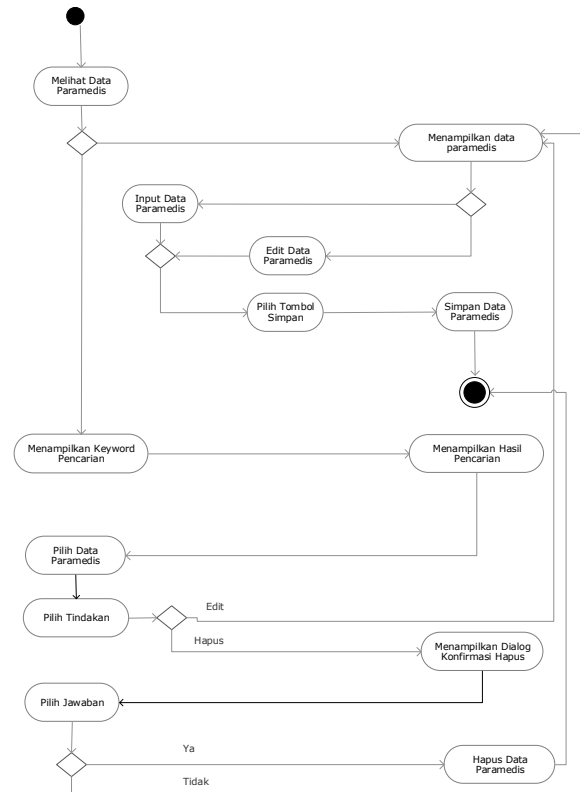 Melihat Data
Paramedis
Menampilkan data
paramedis
Input Data
Paramedis
Edit Data
Paramedis
Pilih Tombol
Simpan
Simpan Data
Paramedis
Menampilkan Keyword
Pencarian
Menampilkan Hasil
Pencarian
Pilih Data
Paramedis
Pilih Tindakan
Edit
Hapus
Menampilkan Dialog
Konfirmasi Hapus
Pilih Jawaban
Ya
Hapus Data
Paramedis
Tidak